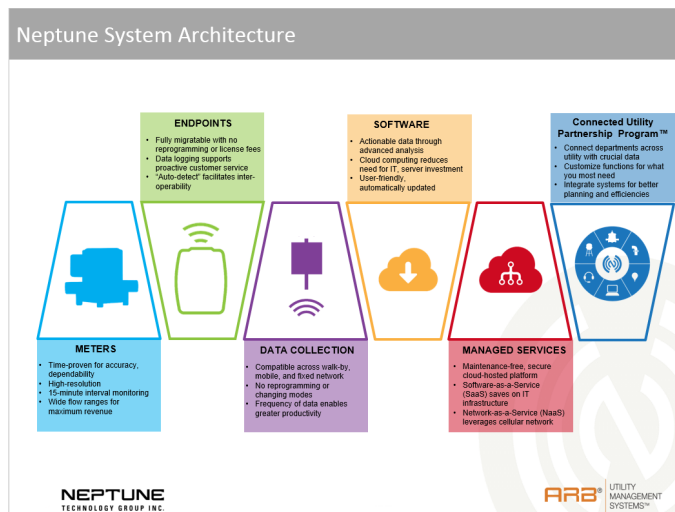 Neptune System Architecture
ENDPOINTS
• Fully migratable with no
reprogramming or license fees
• Data logging supports
proactive customer service
• "Auto-detect" facilitates inter-
operability
SOFTWARE
• Actionable data through
advanced analysis
• Cloud computing reduces
need for IT, server investment
• User-friendly,
automatically updated
Connected Utility
Partnership Program™
• Connect departments across
utility with crucial data
• Customize functions for what
you most need
• Integrate systems for better
planning and efficiencies
METERS
• Time-proven for accuracy,
dependability
• High-resolution
• 15-minute interval monitoring
• Wide flow ranges for
maximum revenue
DATA COLLECTION
• Compatible across walk-by,
mobile, and fixed network
• No reprogramming or
changing modes
• Frequency of data enables
greater productivity
MANAGED SERVICES
• Maintenance-free, secure
cloud-hosted platform
• Software-as-a-Service
(SaaS) saves on IT
infrastructure
• Network-as-a-Service (NaaS)
leverages cellular network
NEPTUNE
TECHNOLOGY GROUP INC.
ARB® UTILITY
MANAGEMENT
SYSTEMS™